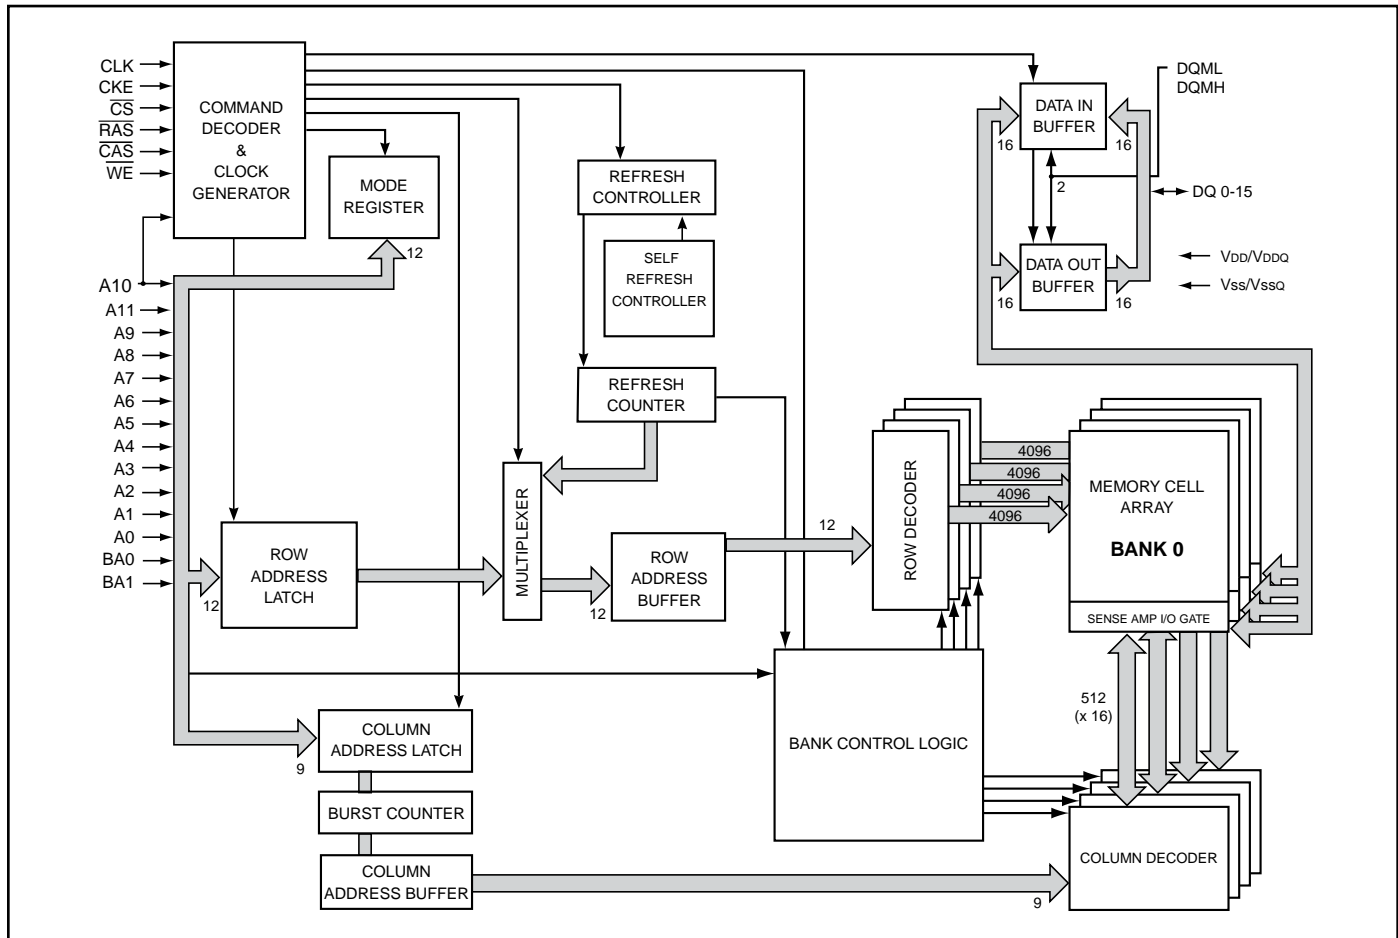 CLK
CKE
CS
RAS
CAS
WE
A10
A11
A9
A8
A7
A6
A5
A4
A3
A2
A1
A0
BA0
BA1
COMMAND
DECODER
&
CLOCK
GENERATOR
MODE
REGISTER
12
REFRESH
CONTROLLER
SELF
REFRESH
CONTROLLER
REFRESH
COUNTER
DATA IN
BUFFER
16
16
2
DQML
DQMH
DQ 0-15
DATA OUT
BUFFER
16
16
VDD/VDDQ
Vss/VssQ
12
ROW
ADDRESS
LATCH
MULTIPLEXER
12
ROW
ADDRESS
BUFFER
12
ROW DECODER
4096
4096
4096
4096
MEMORY CELL
ARRAY
BANK 0
SENSE AMP I/O GATE
512
(x 16)
BANK CONTROL LOGIC
9
COLUMN
ADDRESS LATCH
BURST COUNTER
COLUMN
ADDRESS BUFFER
9
COLUMN DECODER